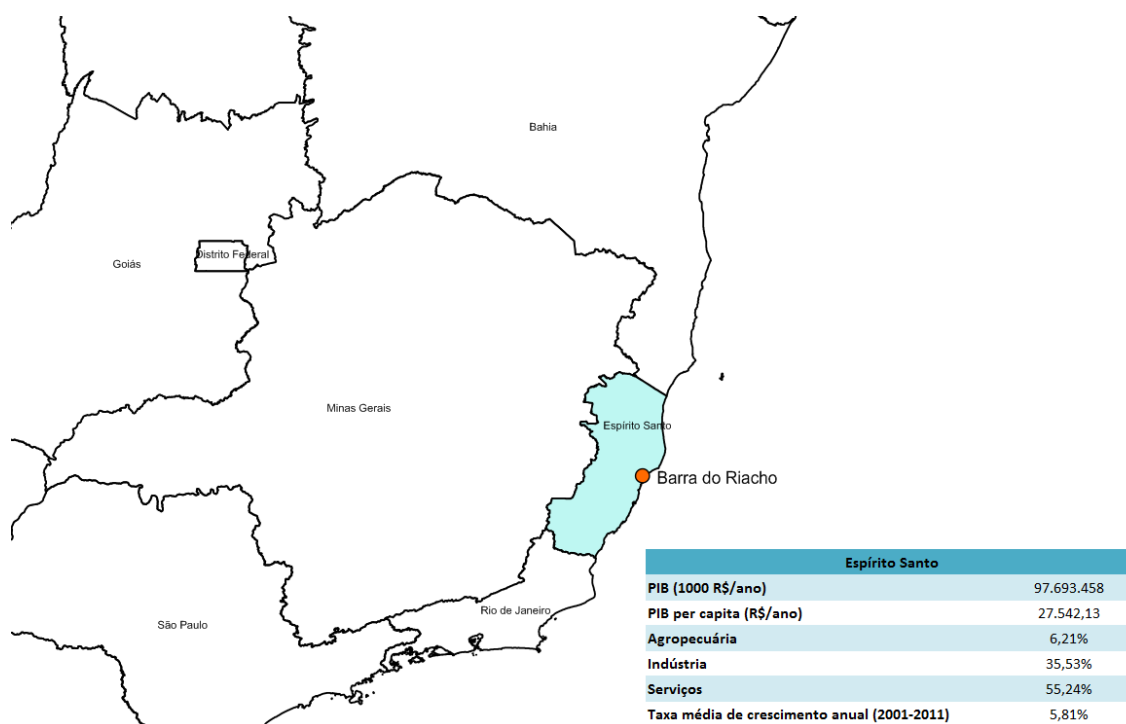 Bahia
Distrito Federal
Goiás
Minas Gerais
Espírito Santo
Barra do Riacho
Rio de Janeiro
São Paulo
Espírito Santo
PIB (1000 R$/ano) 97.693.458
PIB per capita (R$/ano) 27.542,13
Agropecuária 6,21%
Indústria 35,53%
Serviços 55,24%
Taxa média de crescimento anual (2001-2011) 5,81%